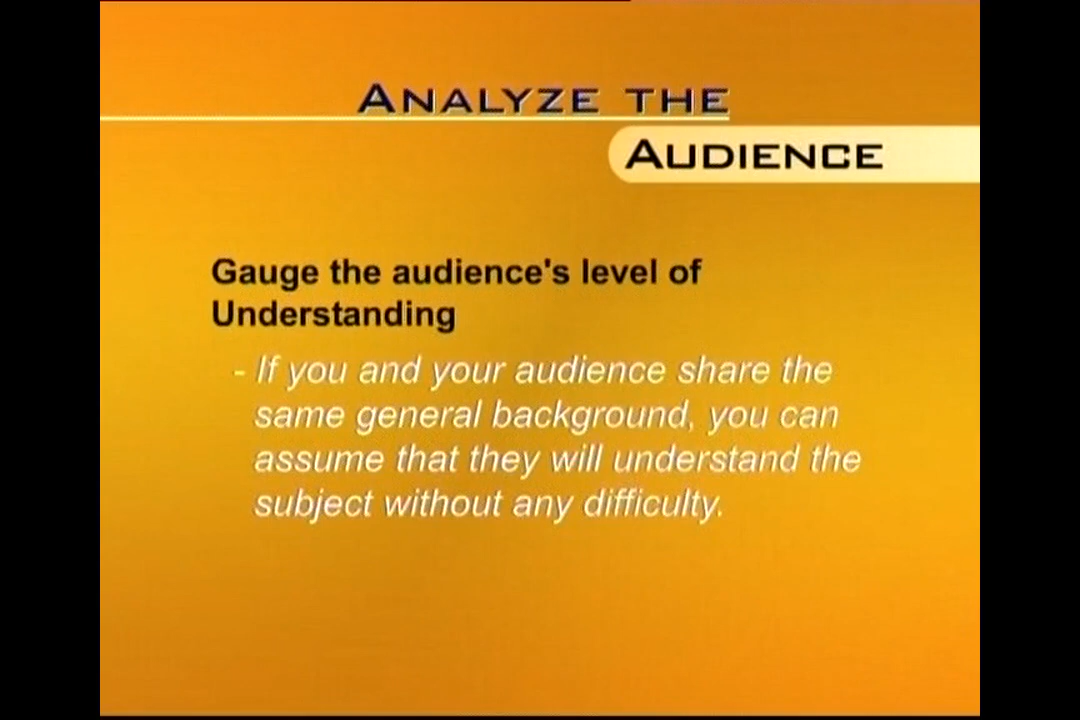 ANALYZE THE
AUDIENCE
Gauge the audience's level of
Understanding
- If you and your audience share the
same general background, you can
assume that they will understand the
subject without any difficulty.